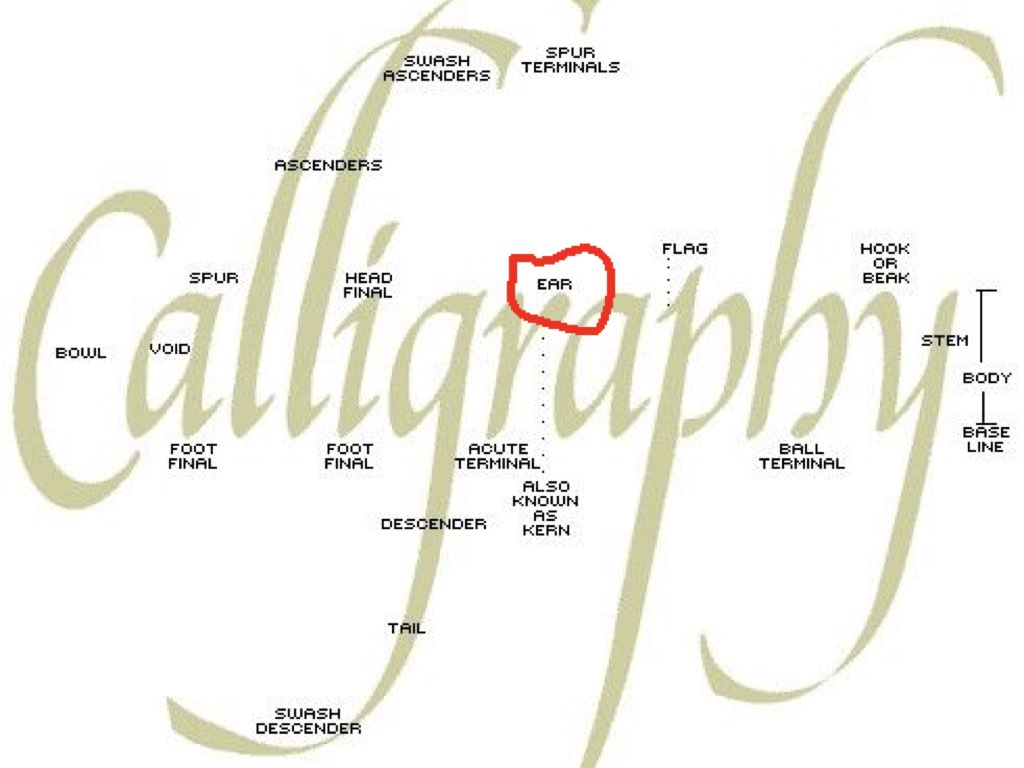 SWASH
ASCENDERS
SPUR
TERMINALS
ASCENDERS
Calligraphy
SPUR
HEAD
FINAL
EAR
FLAG
HOOK
OR
BEAK
BOWL
VOID
STEM
BODY
BASE
LINE
FOOT
FINAL
FOOT
FINAL
ACUTE
TERMINAL
BALL
TERMINAL
ALSO
KNOWN
AS
KERN
DESCENDER
TAIL
SWASH
DESCENDER